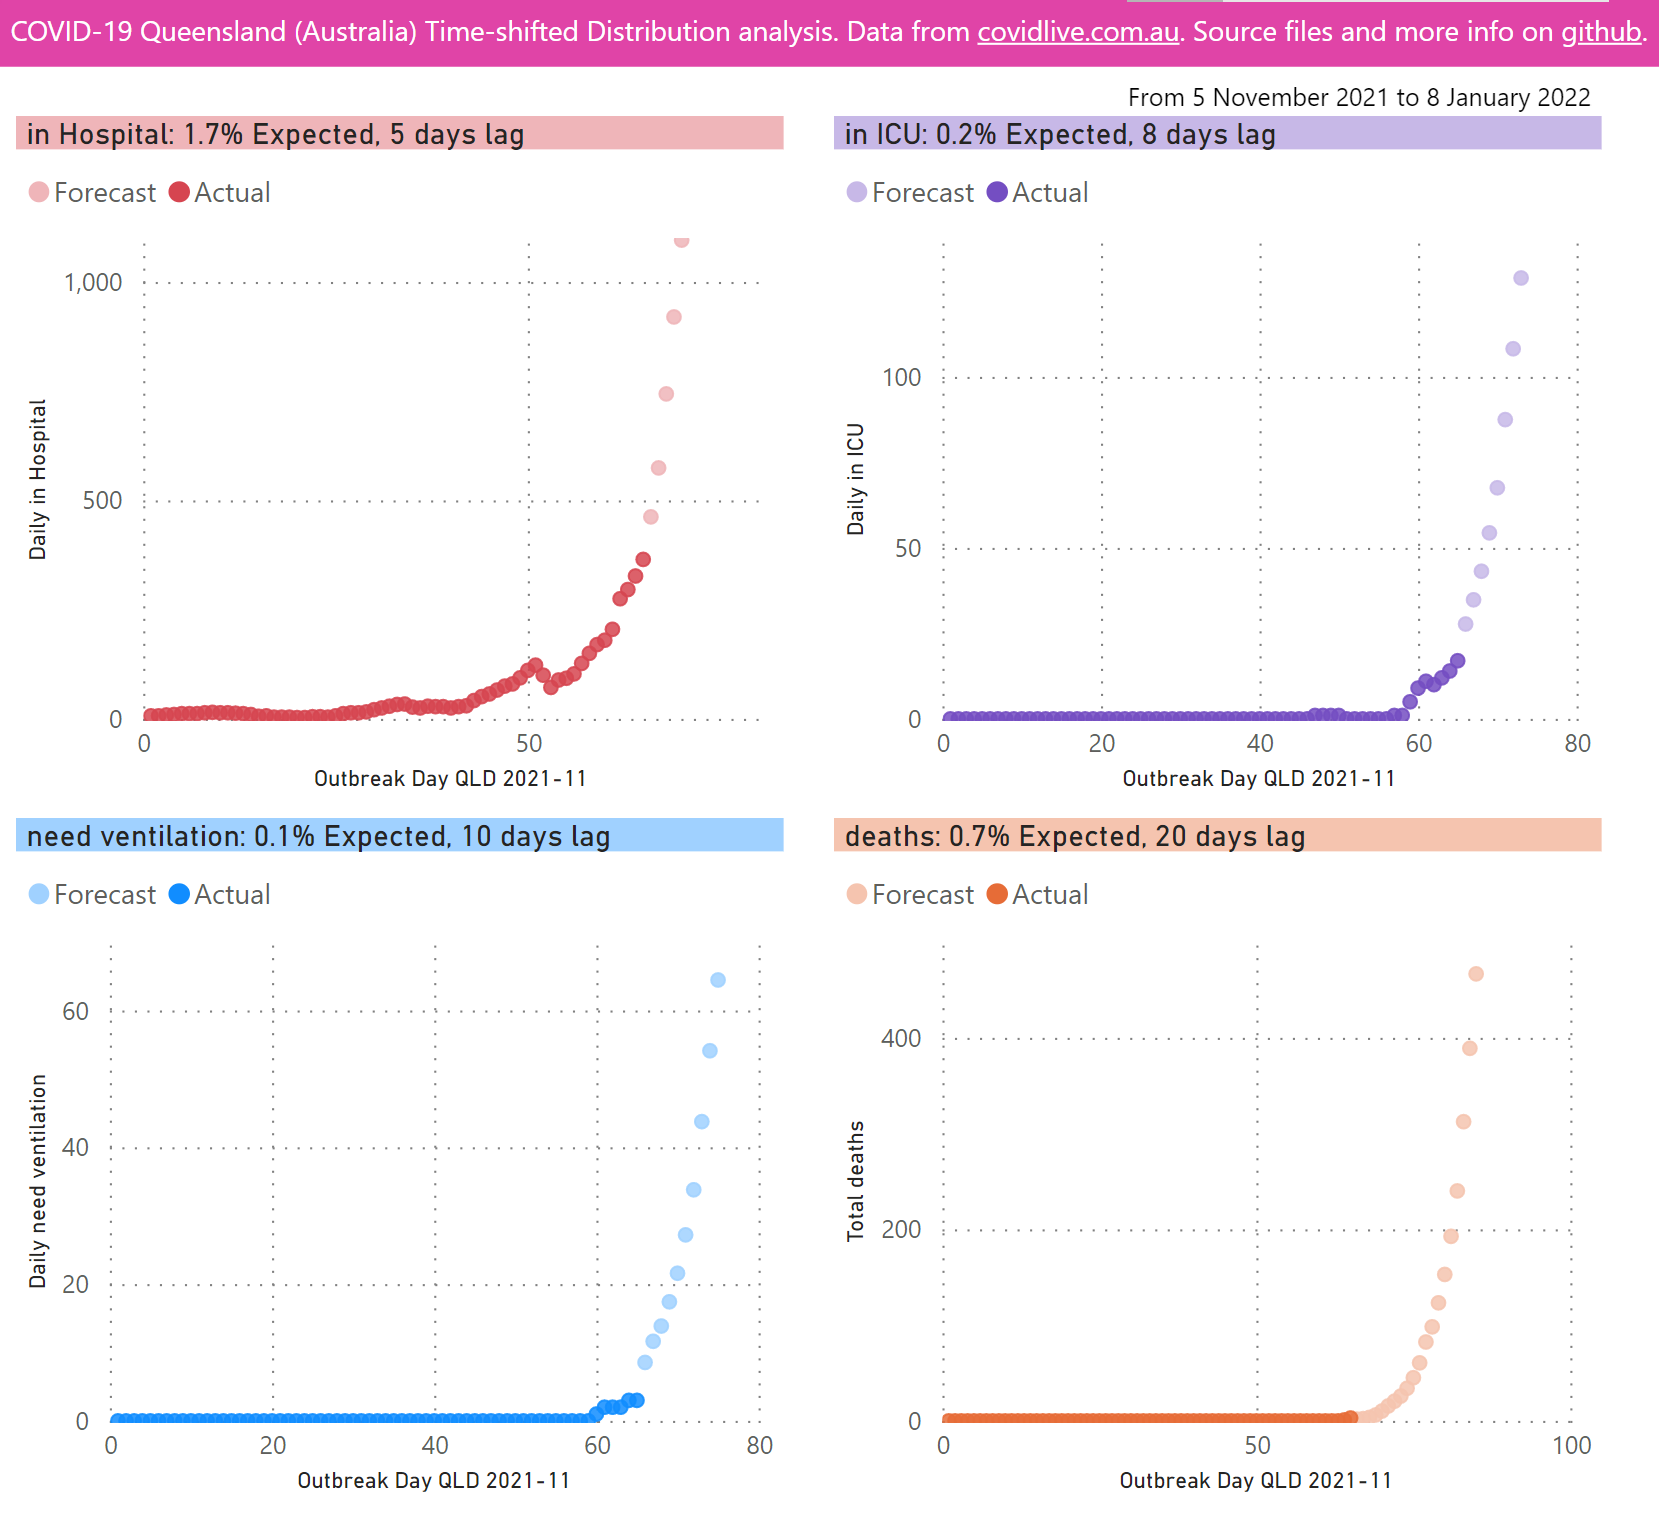 COVID-19 Queensland (Australia) Time-shifted Distribution analysis. Data from covidlive.com.au. Source files and more info on github.
From 5 November 2021 to 8 January 2022
in Hospital: 1.7% Expected, 5 days lag
Forecast Actual
1,000
500
0
0 50
Daily in Hospital
Outbreak Day QLD 2021-11
in ICU: 0.2% Expected, 8 days lag
Forecast Actual
100
50
0
0 20 40 60 80
Daily in ICU
Outbreak Day QLD 2021-11
need ventilation: 0.1% Expected, 10 days lag
Forecast Actual
60
40
20
0
0 20 40 60 80
Daily need ventilation
Outbreak Day QLD 2021-11
deaths: 0.7% Expected, 20 days lag
Forecast Actual
400
200
0
0 50 100
Total deaths
Outbreak Day QLD 2021-11